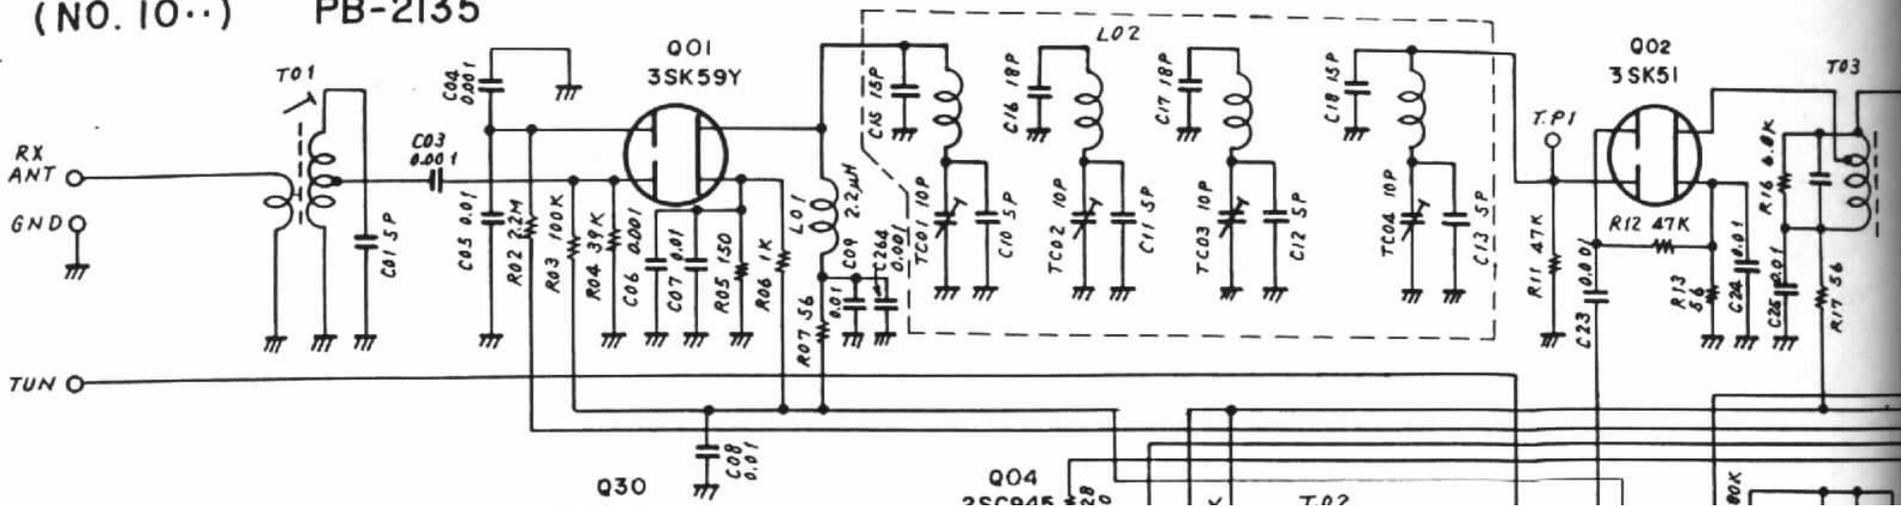 (NO. 10··) PB-2135
RX
ANT
GND
TUN
T01
C01 5P
C03
0.001
C04
0.001
C05 0.01
R02 2.2M
R03 100K
R04 39K
C06 0.001
C07 0.01
R05 150
R06 1K
Q01
3SK59Y
L01
2.2μH
R07 56
C09
0.01
C26A
0.001
C08
0.01
L02
C15 15P
C16 18P
C17 18P
C18 15P
TC01 10P
C10 5P
TC02 10P
C11 5P
TC03 10P
C12 5P
TC04 10P
C13 5P
T.P1
R11 47K
Q02
3SK51
R12 47K
C23 0.001
R13
56
C24 0.01
T03
R16 6.8K
C25 0.01
R17 56
Q30
Q04
2SC945
T02